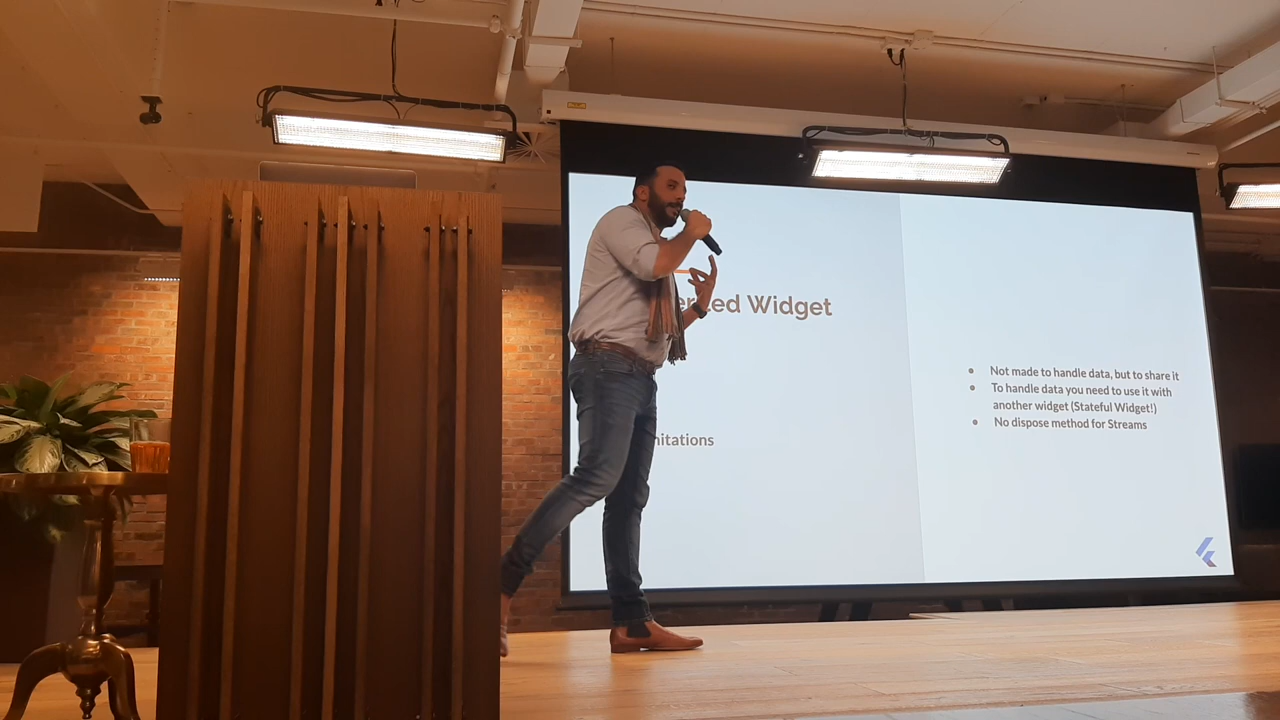 Widget
Not made to handle data, but to share it
To handle data you need to use it with
another widget (Stateful Widget!)
No dispose method for Streams